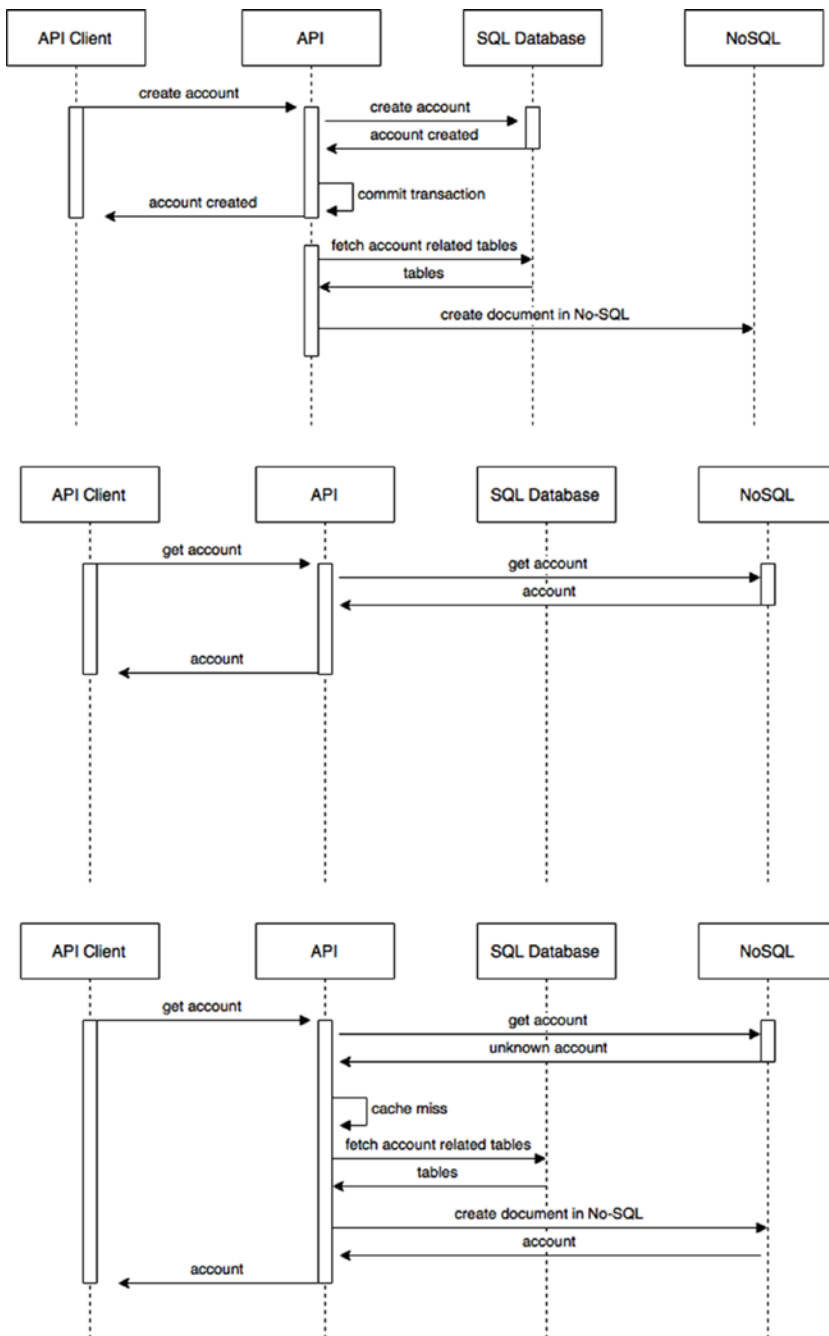 API Client
API
SQL Database
NoSQL
create account
create account
account created
commit transaction
account created
fetch account related tables
tables
create document in No-SQL
API Client
API
SQL Database
NoSQL
get account
get account
account
account
API Client
API
SQL Database
NoSQL
get account
get account
unknown account
cache miss
fetch account related tables
tables
create document in No-SQL
account
account